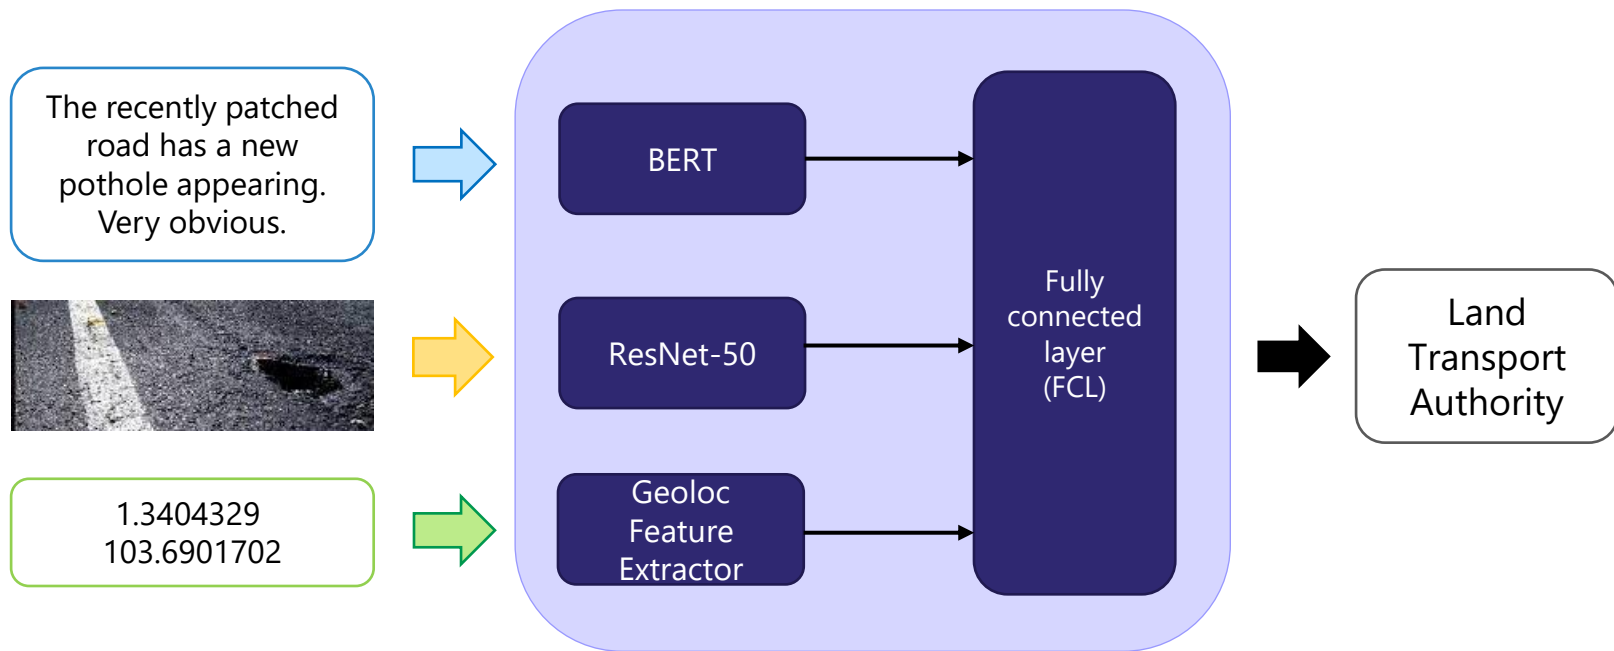 The recently patched
road has a new
pothole appearing.
Very obvious.
BERT
ResNet-50
Fully
connected
layer
(FCL)
Land
Transport
Authority
1.3404329
103.6901702
Geoloc
Feature
Extractor